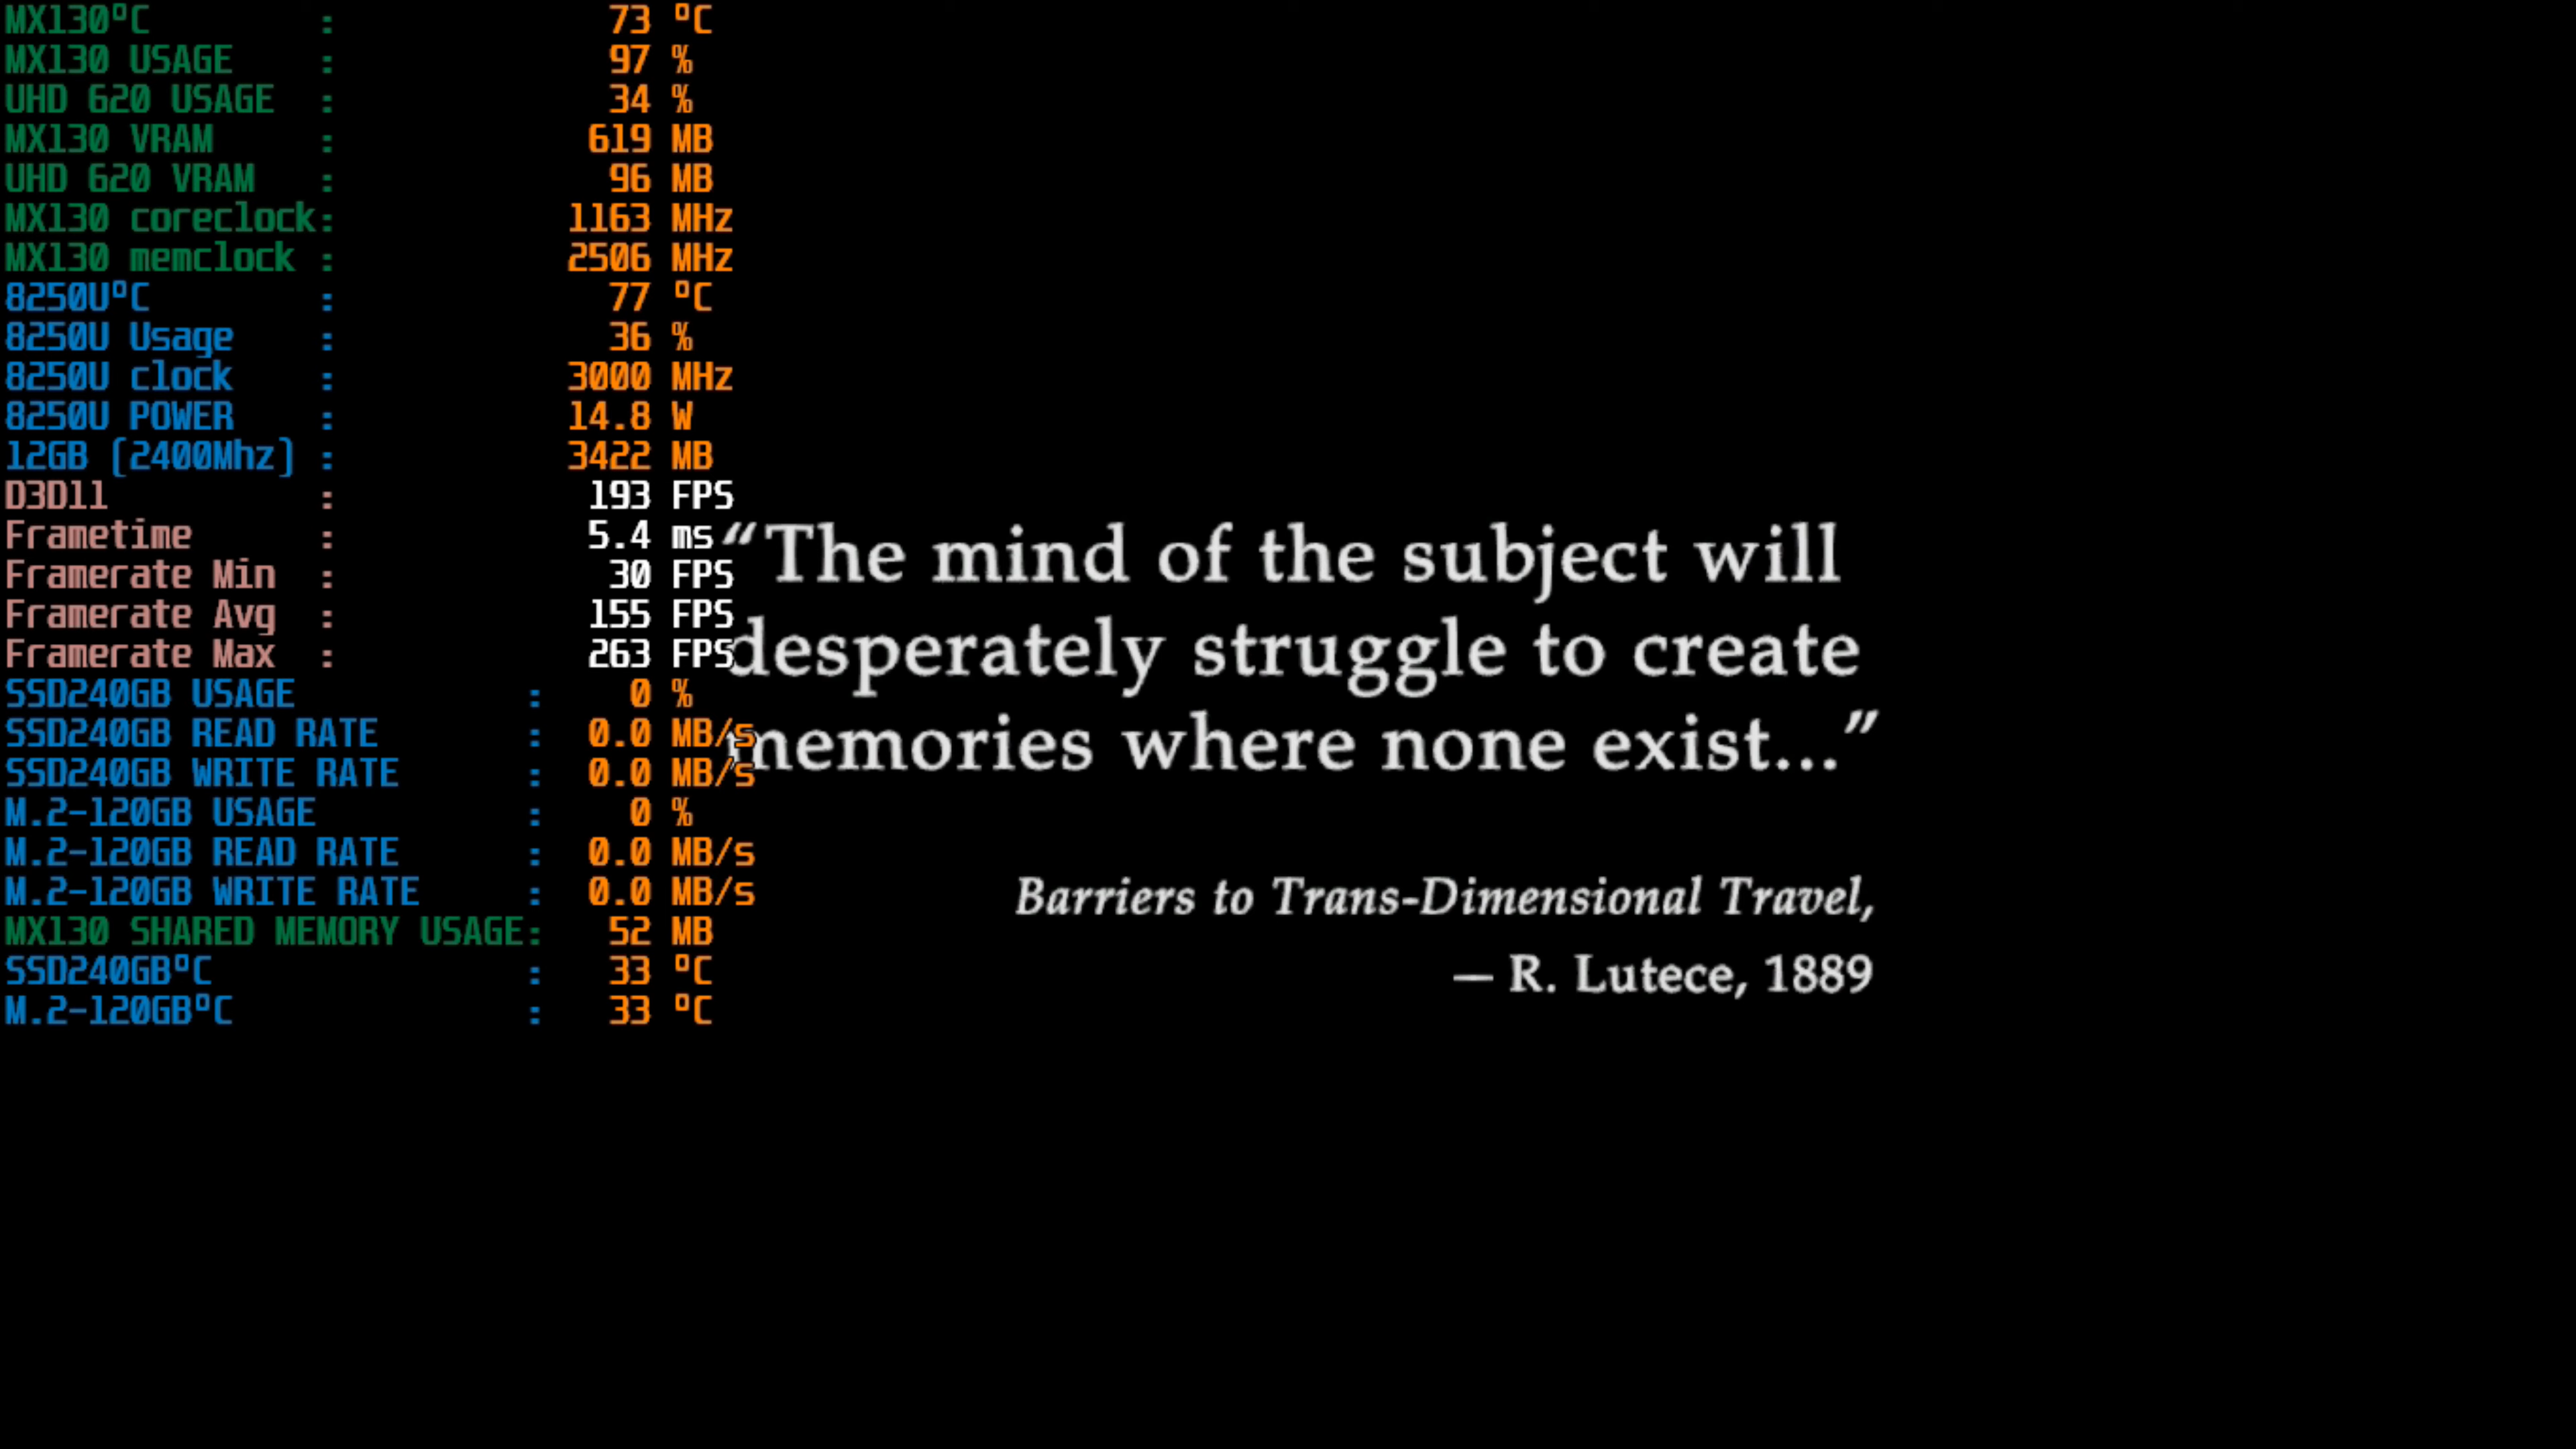 MX130°C : 73 °C
MX130 USAGE : 97 %
UHD 620 USAGE : 34 %
MX130 VRAM : 619 MB
UHD 620 VRAM : 96 MB
MX130 coreclock: 1163 MHz
MX130 memclock : 2506 MHz
8250U°C : 77 °C
8250U Usage : 36 %
8250U clock : 3000 MHz
8250U POWER : 14.8 W
12GB (2400Mhz) : 3422 MB
D3D11 : 193 FPS
Frametime : 5.4 ms
Framerate Min : 30 FPS
Framerate Avg : 155 FPS
Framerate Max : 263 FPS
SSD240GB USAGE : 0 %
SSD240GB READ RATE : 0.0 MB/s
SSD240GB WRITE RATE : 0.0 MB/s
M.2-120GB USAGE : 0 %
M.2-120GB READ RATE : 0.0 MB/s
M.2-120GB WRITE RATE : 0.0 MB/s
MX130 SHARED MEMORY USAGE: 52 MB
SSD240GB°C : 33 °C
M.2-120GB°C : 33 °C
“The mind of the subject will
desperately struggle to create
memories where none exist...”
Barriers to Trans-Dimensional Travel,
— R. Lutece, 1889